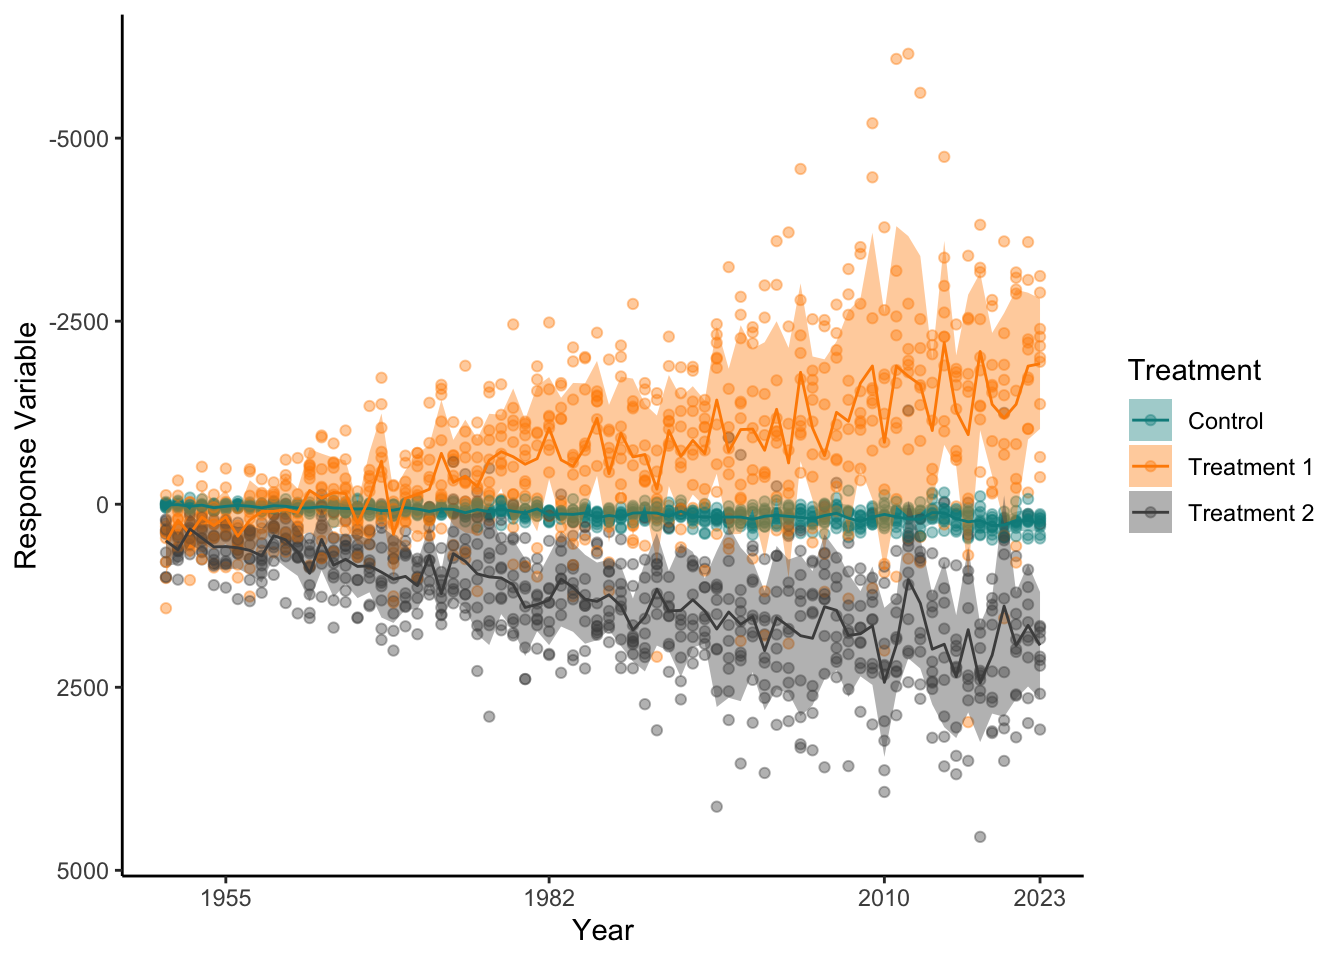 Response Variable
-5000
-2500
0
2500
5000
1955
1982
2010
2023
Year
Treatment
Control
Treatment 1
Treatment 2